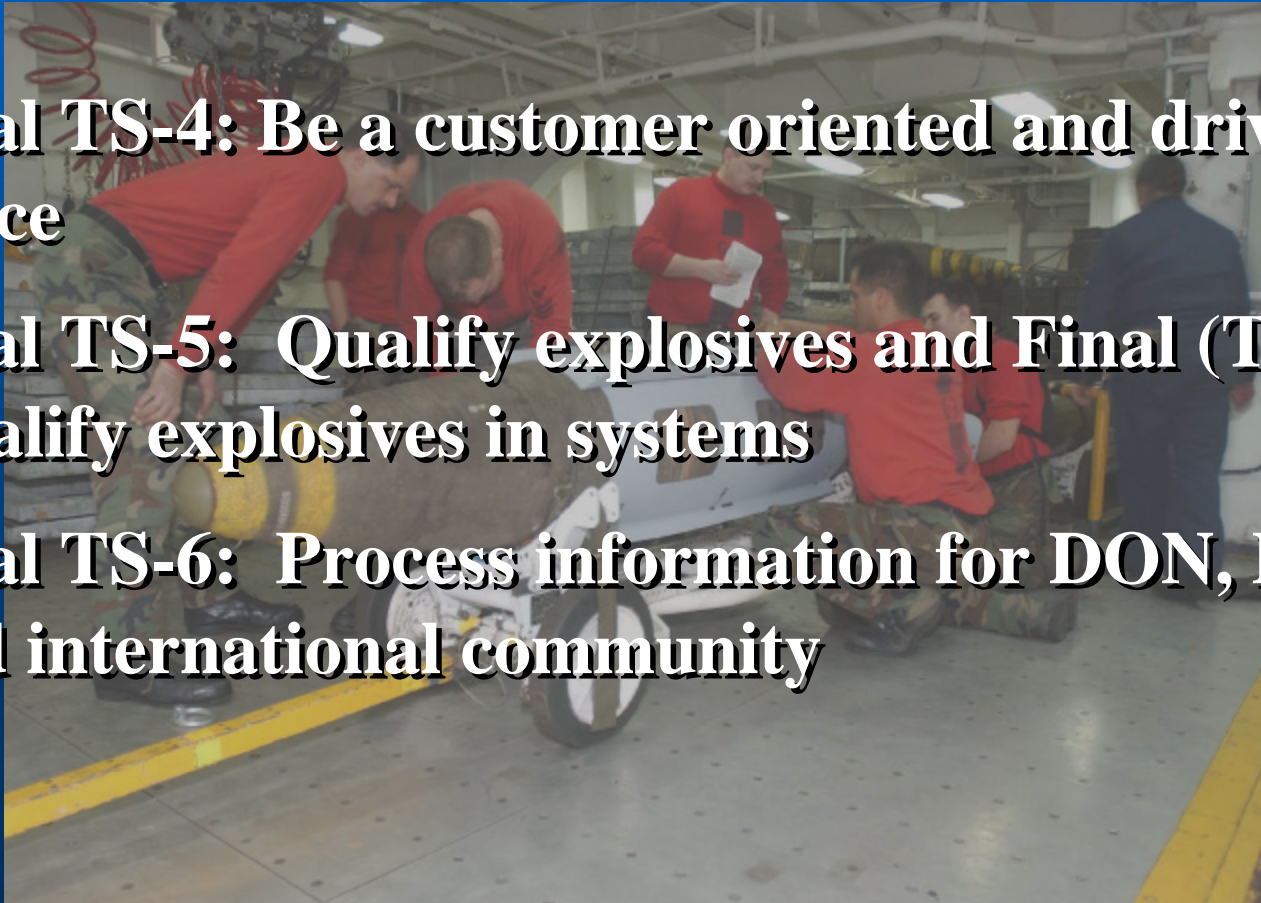 al TS-4: Be a customer oriented and driv
ce
al TS-5:  Qualify explosives and Final (T
alify explosives in systems
al TS-6:  Process information for DON,
l international community